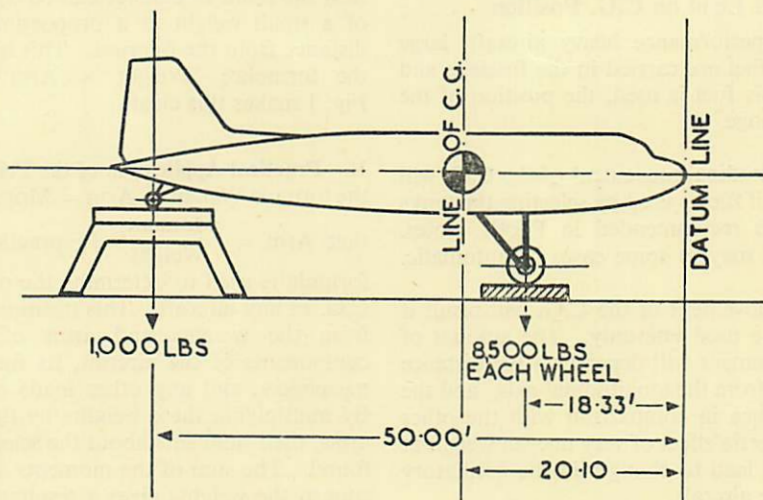 LINE OF C.G.
DATUM LINE
1,000 LBS
8,500 LBS
EACH WHEEL
18·33'
50·00'
20·10